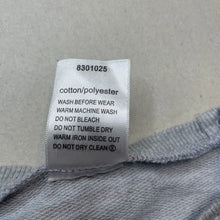 8301025
cotton/polyester
WASH BEFORE WEAR
WARM MACHINE WASH
DO NOT BLEACH
DO NOT TUMBLE DRY
WARM IRON INSIDE OUT
DO NOT DRY CLEAN